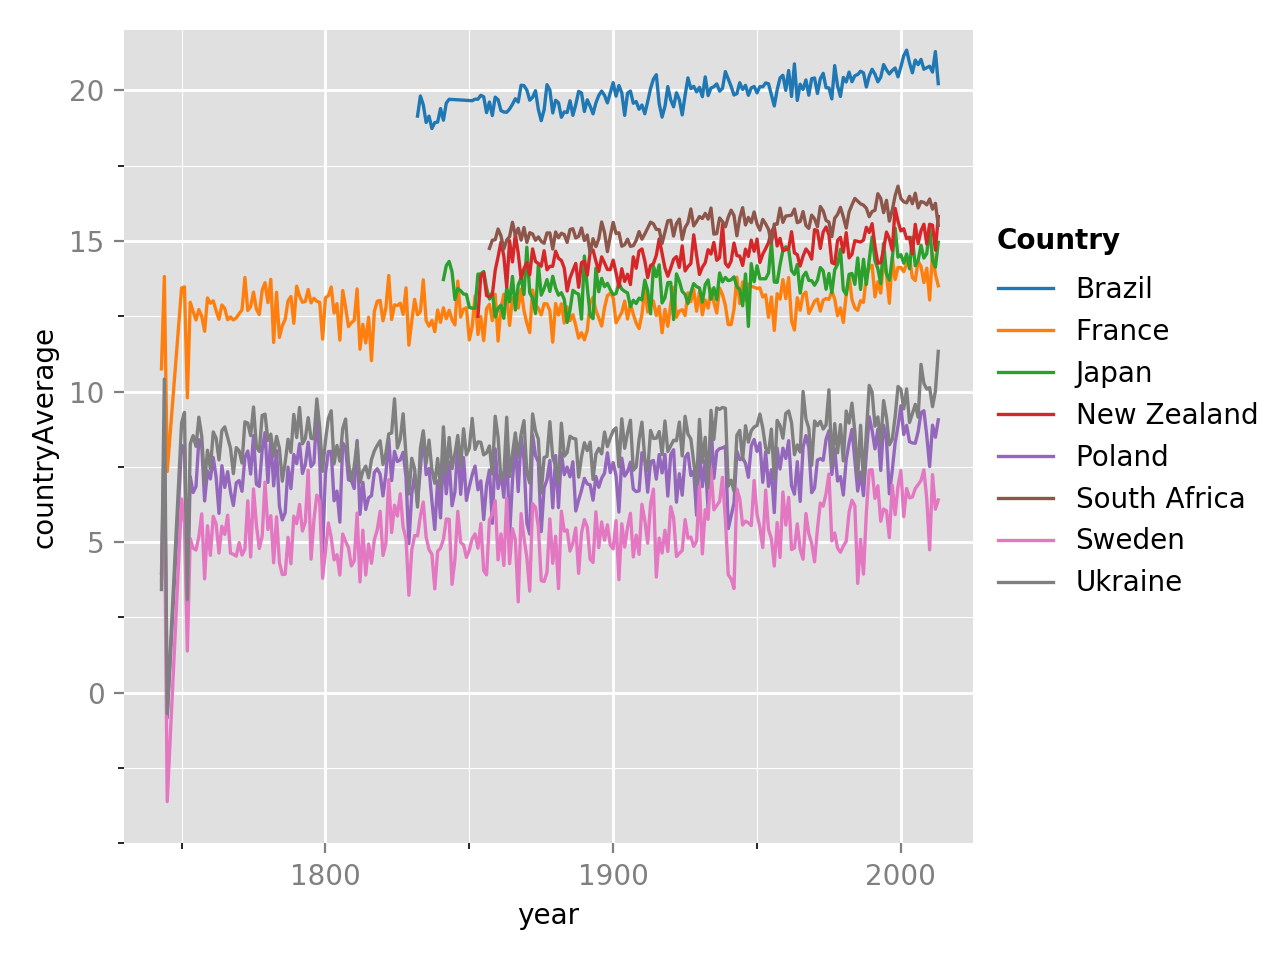 20
15
10
5
0
countryAverage
1800 1900 2000
year
Country
Brazil
France
Japan
New Zealand
Poland
South Africa
Sweden
Ukraine